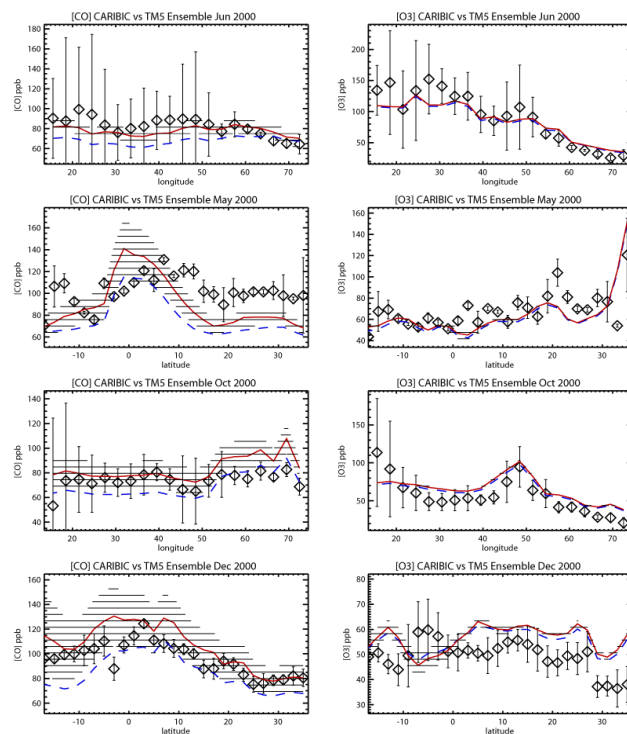 [CO] CARIBIC vs TM5 Ensemble Jun 2000
[CO] ppb
180
160
140
120
100
80
60
20 30 40 50 60 70
longitude
[O3] CARIBIC vs TM5 Ensemble Jun 2000
[O3] ppb
200
150
100
50
20 30 40 50 60 70
longitude
[CO] CARIBIC vs TM5 Ensemble May 2000
[CO] ppb
160
140
120
100
80
60
-10 0 10 20 30
latitude
[O3] CARIBIC vs TM5 Ensemble May 2000
[O3] ppb
160
140
120
100
80
60
40
-10 0 10 20 30
latitude
[CO] CARIBIC vs TM5 Ensemble Oct 2000
[CO] ppb
140
120
100
80
60
40
20 30 40 50 60 70
longitude
[O3] CARIBIC vs TM5 Ensemble Oct 2000
[O3] ppb
200
150
100
50
20 30 40 50 60 70
longitude
[CO] CARIBIC vs TM5 Ensemble Dec 2000
[CO] ppb
160
140
120
100
80
60
-10 0 10 20 30
latitude
[O3] CARIBIC vs TM5 Ensemble Dec 2000
[O3] ppb
80
70
60
50
40
30
-10 0 10 20 30
latitude